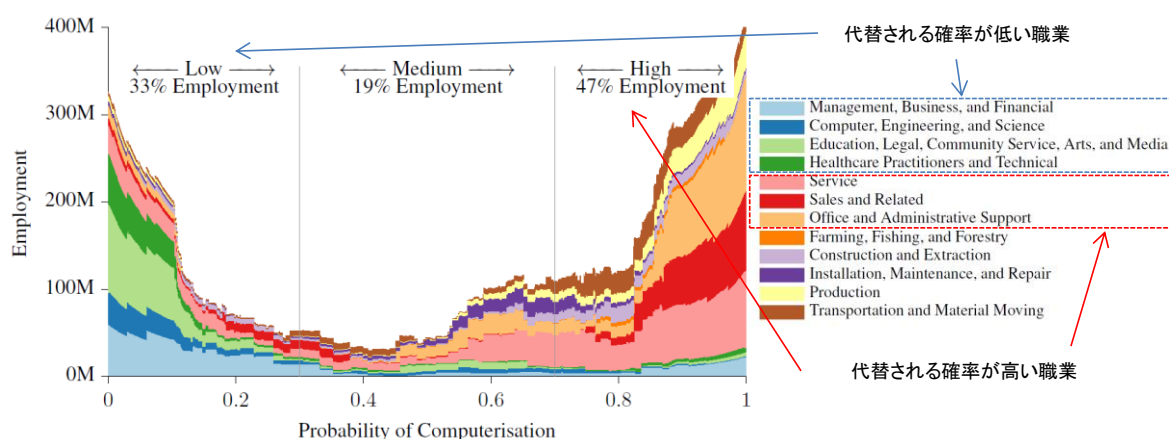 400M
代替される確率が低い職業
Low
33% Employment
Medium
19% Employment
High
47% Employment
300M
200M
100M
0M
Employment
Management, Business, and Financial
Computer, Engineering, and Science
Education, Legal, Community Service, Arts, and Media
Healthcare Practitioners and Technical
Service
Sales and Related
Office and Administrative Support
Farming, Fishing, and Forestry
Construction and Extraction
Installation, Maintenance, and Repair
Production
Transportation and Material Moving
代替される確率が高い職業
0
0.2
0.4
0.6
0.8
1
Probability of Computerisation